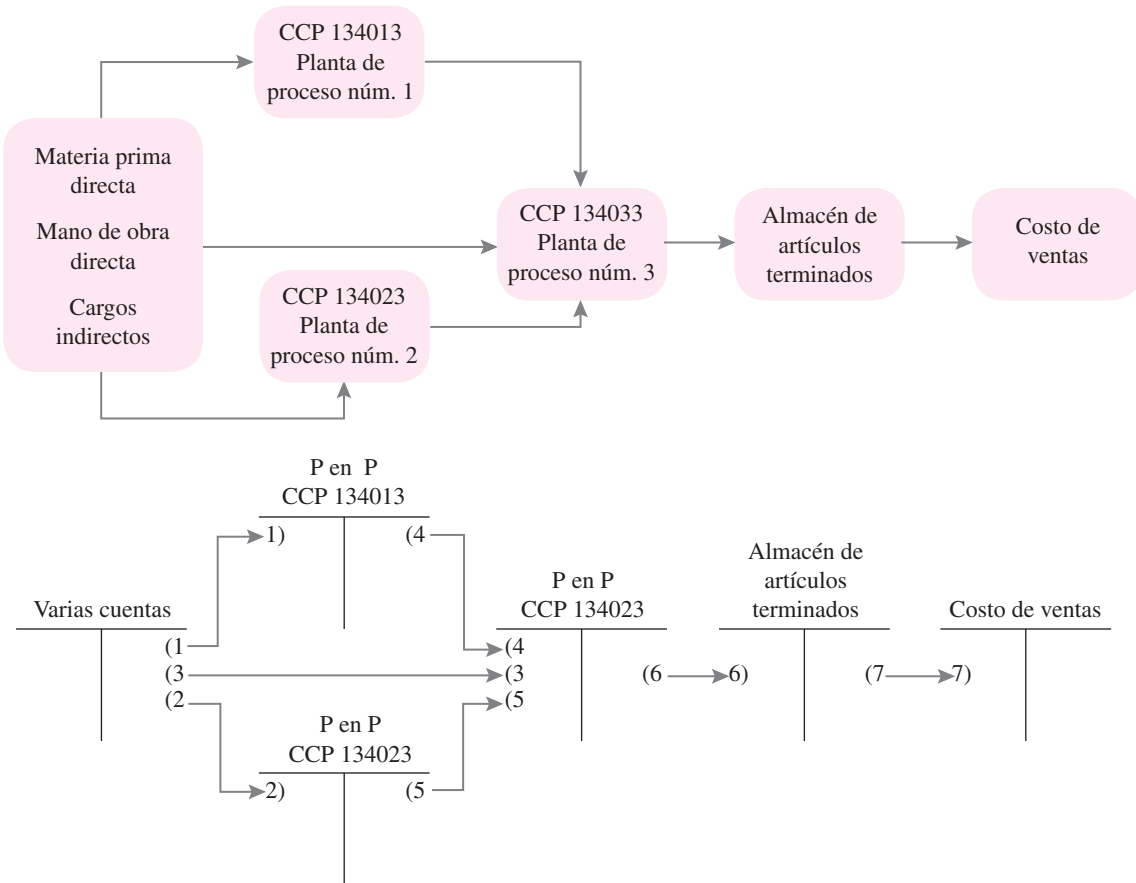 CCP 134013
Planta de
proceso núm. 1
Materia prima
directa
Mano de obra
directa
Cargos
indirectos
CCP 134023
Planta de
proceso núm. 2
CCP 134033
Planta de
proceso núm. 3
Almacén de
artículos
terminados
Costo de
ventas
P en P
CCP 134013
1) (4
Varias cuentas
(1
(3
(2
P en P
CCP 134023
2) (5
P en P
CCP 134023
(4
(3
(5
(6
Almacén de
artículos
terminados
6) (7
Costo de ventas
7)